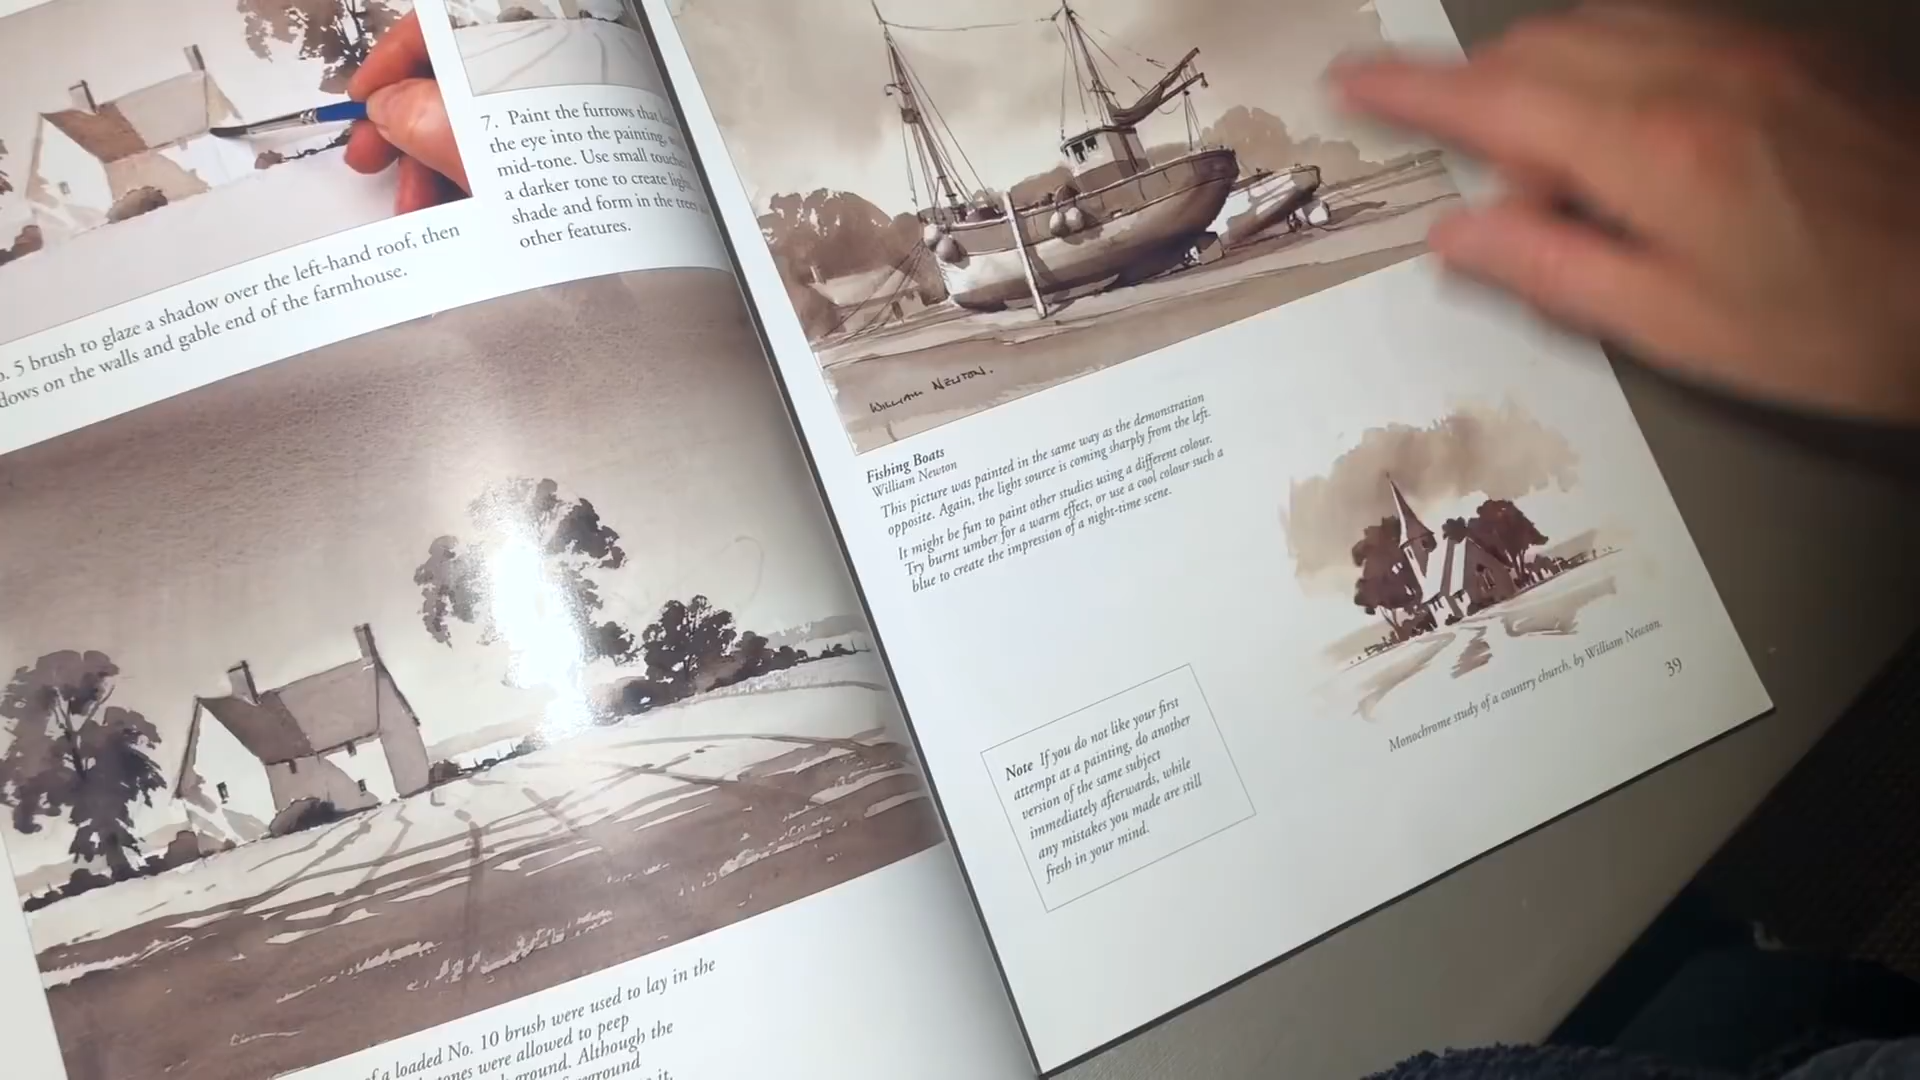 7. Paint the furrows that
the eye into the painting,
mid-tone. Use small touches
a darker tone to create light,
shade and form in the trees
other features.
. 5 brush to glaze a shadow over the left-hand roof, then
dows on the walls and gable end of the farmhouse.
of a loaded No. 10 brush were used to lay in the
tones were allowed to peep
ground. Although the
ground
it,
WILLIAM NEWTON.
Fishing Boats
William Newton
This picture was painted in the same way as the demonstration
opposite. Again, the light source is coming sharply from the left.
It might be fun to paint other studies using a different colour.
Try burnt umber for a warm effect, or use a cool colour such a
blue to create the impression of a night-time scene.
Note If you do not like your first
attempt at a painting, do another
version of the same subject
immediately afterwards, while
any mistakes you made are still
fresh in your mind.
Monochrome study of a country church, by William Newton.
39